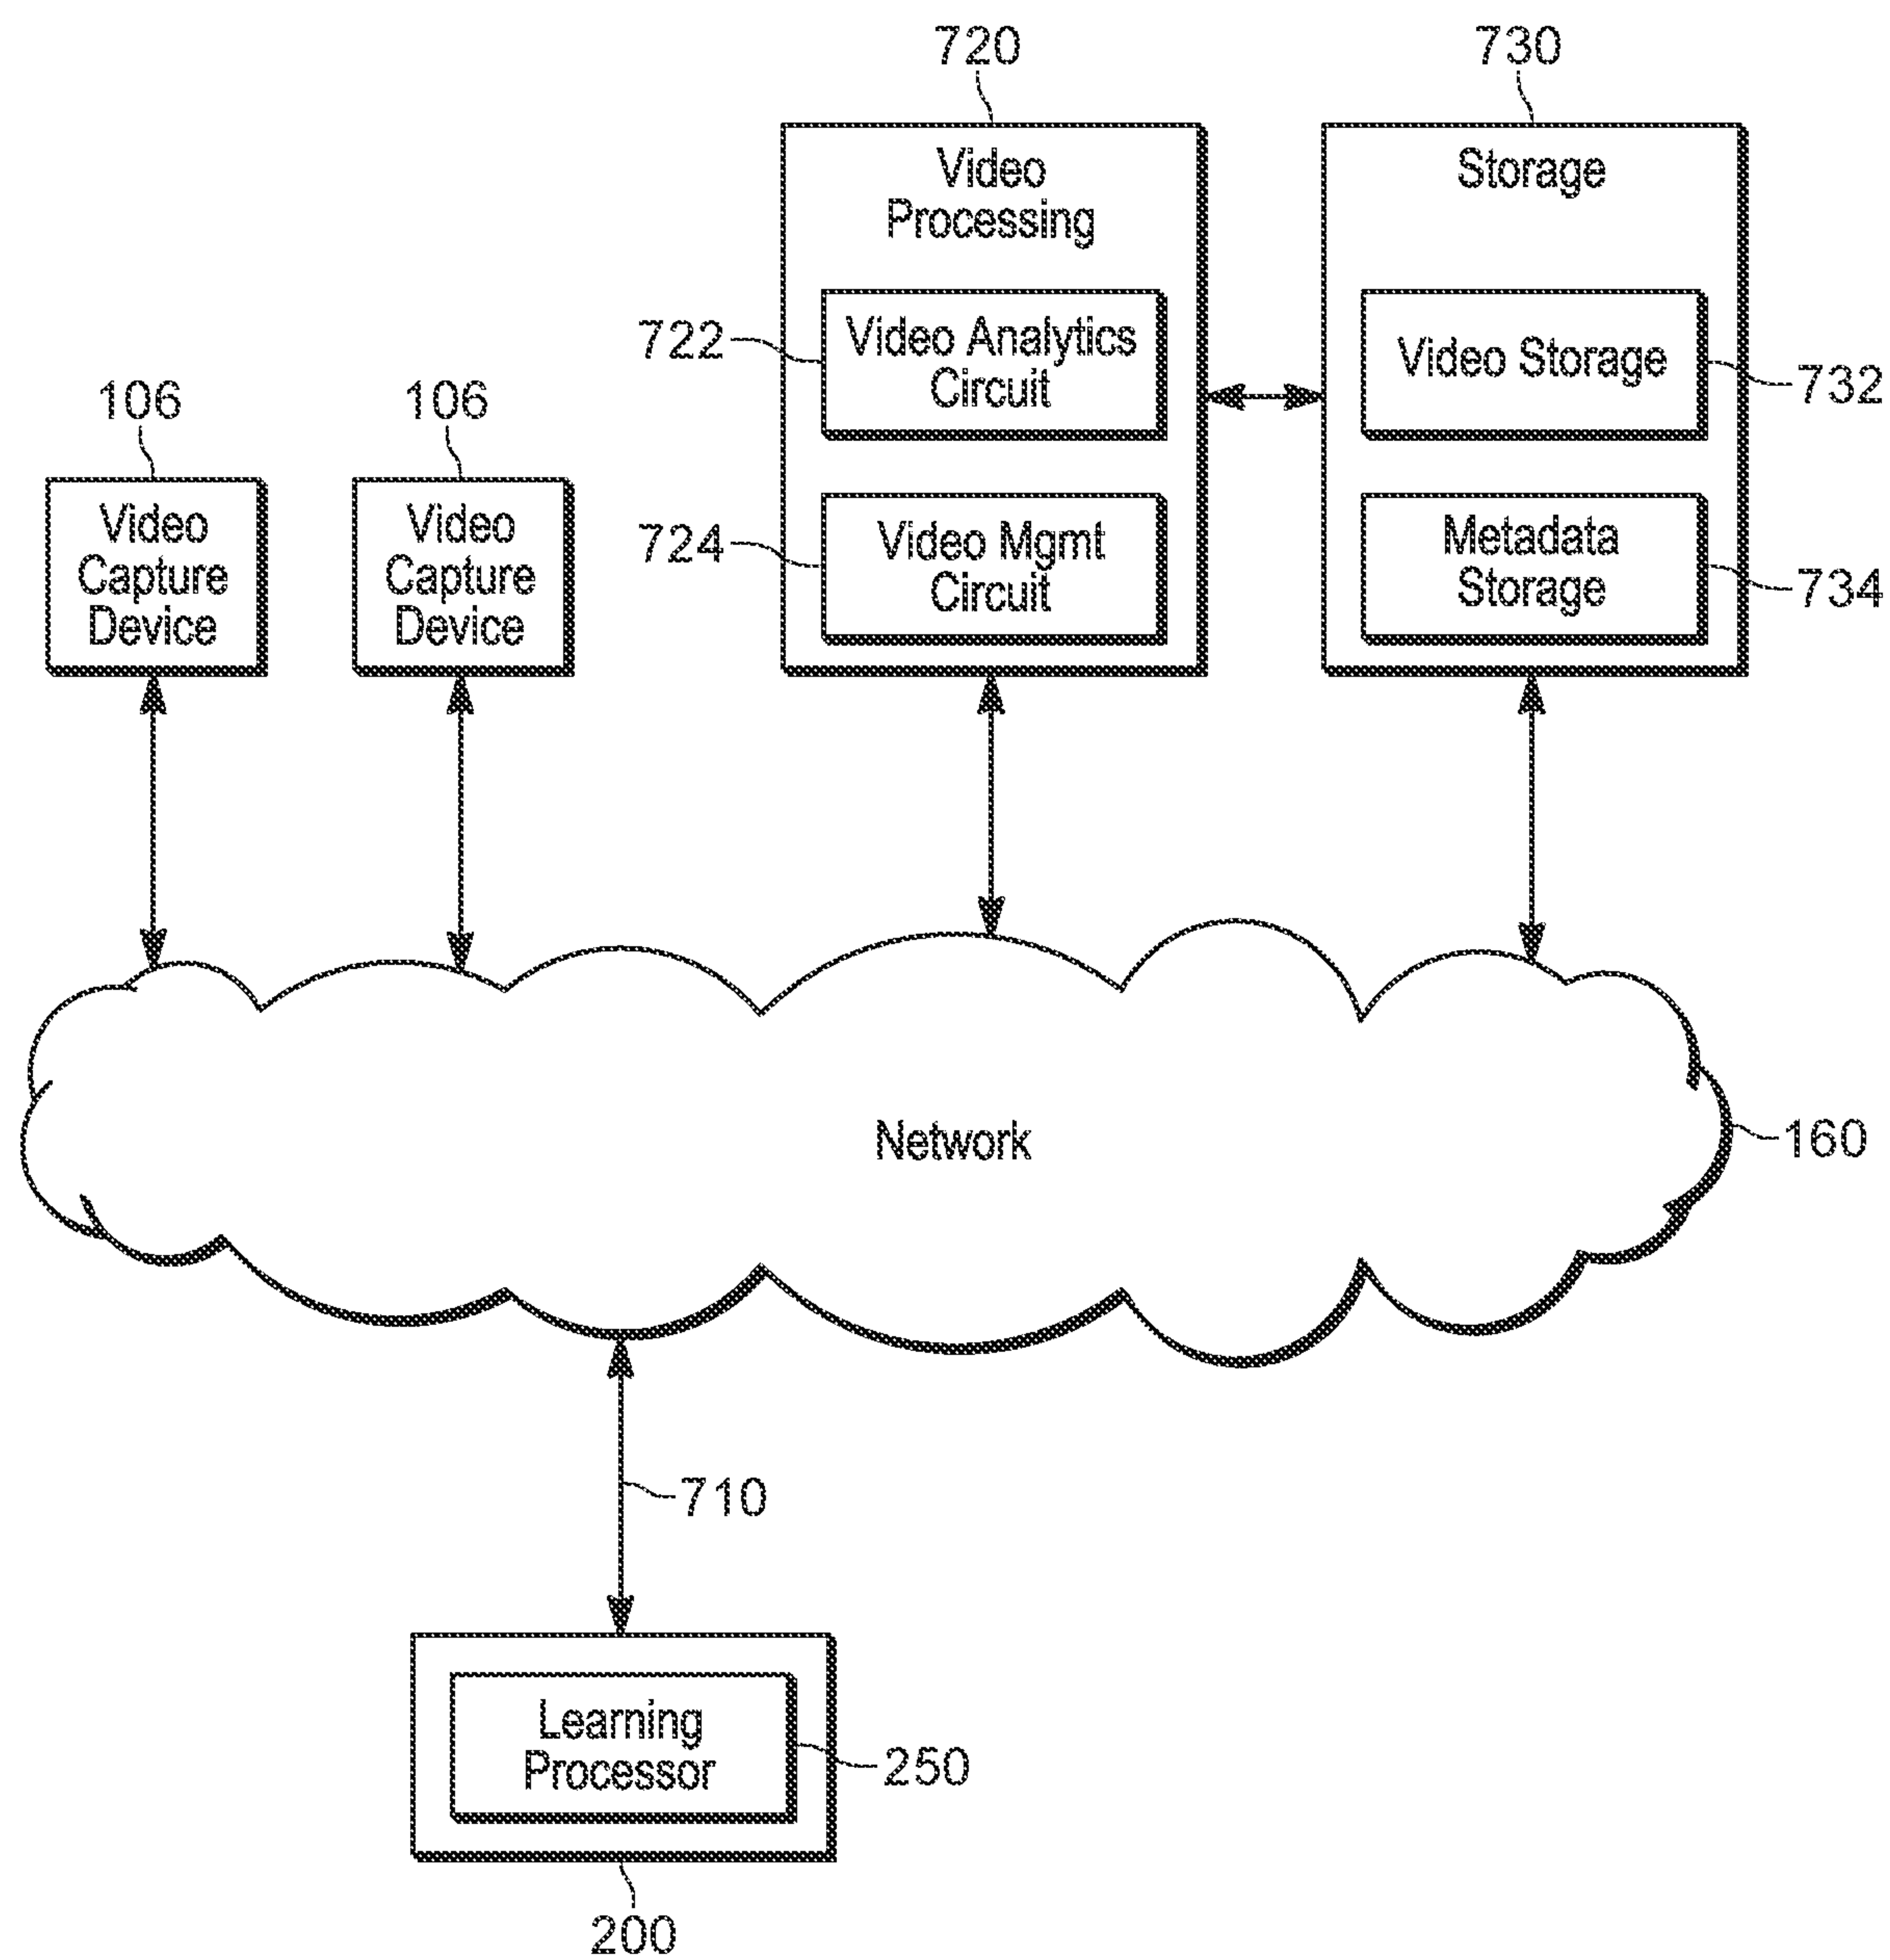 720
730
Video
Processing
Storage
722
Video Analytics
Circuit
Video Storage
732
106
106
Video
Capture
Device
Video
Capture
Device
724
Video Mgmt
Circuit
Metadata
Storage
734
Network
160
710
Learning
Processor
250
200